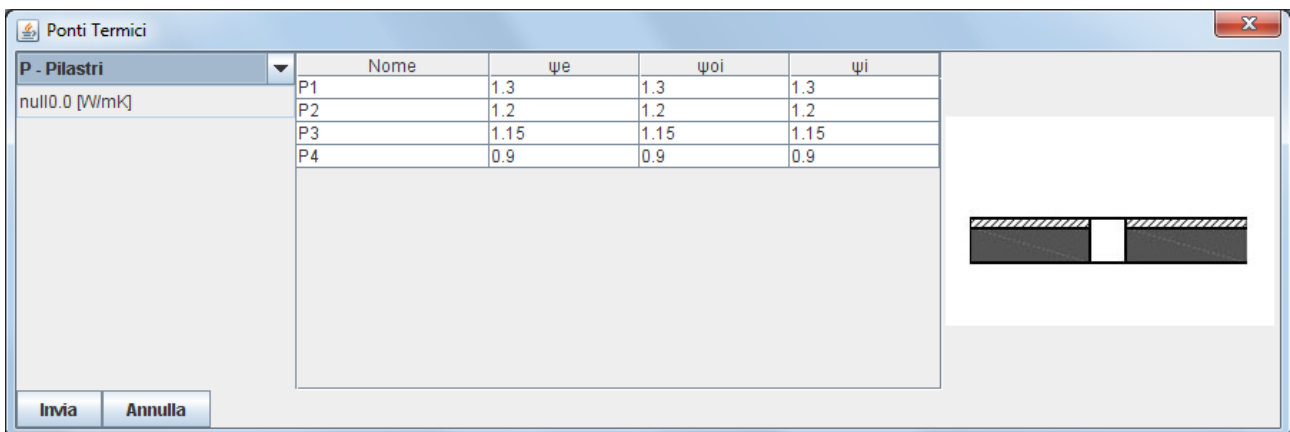 Ponti Termici
P - Pilastri
null0.0 [W/mK]
Nome ψe ψoi ψi
P1 1.3 1.3 1.3
P2 1.2 1.2 1.2
P3 1.15 1.15 1.15
P4 0.9 0.9 0.9
Invia Annulla